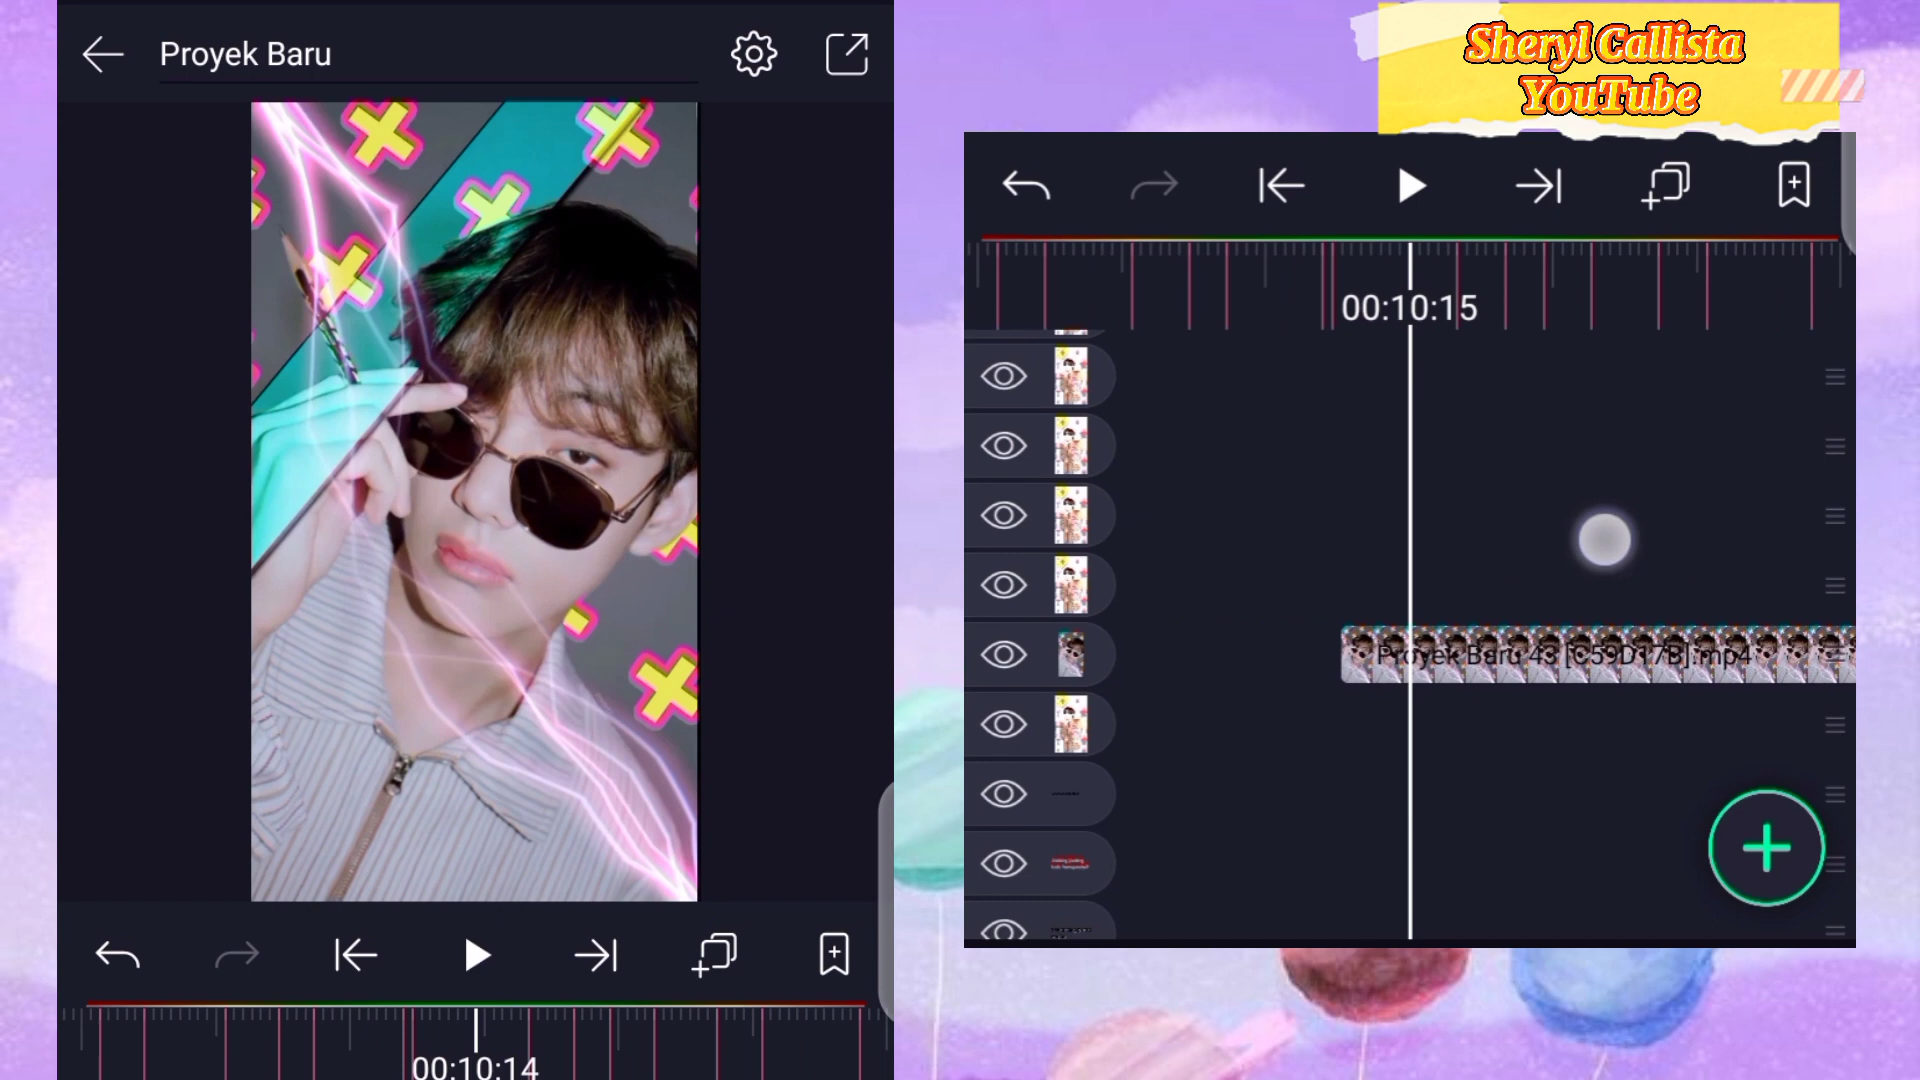 Proyek Baru
00:10:14
Sheryl Callista
YouTube
00:10:15
Proyek Baru 43 [C59D17B].mp4